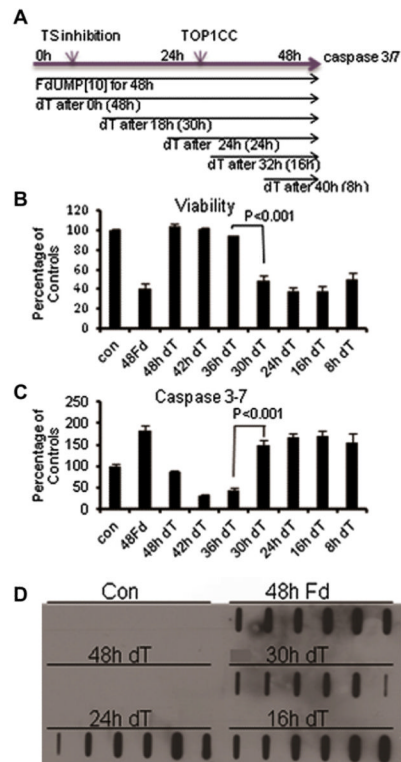 A
TS inhibition TOP1CC
0h 24h 48h caspase 3/7
FdUMP[10] for 48h
dT after 0h (48h)
dT after 18h (30h)
dT after 24h (24h)
dT after 32h (16h)
dT after 40h (8h)
B
Viability
P<0.001
Percentage of
Controls
120
100
80
60
40
20
0
con 48Fd 48h dT 42h dT 36h dT 30h dT 24h dT 16h dT 8h dT
C
Caspase 3-7
P<0.001
Percentage of
Controls
250
200
150
100
50
0
con 48Fd 48h dT 42h dT 36h dT 30h dT 24h dT 16h dT 8h dT
D
Con 48h Fd
48h dT 30h dT
24h dT 16h dT